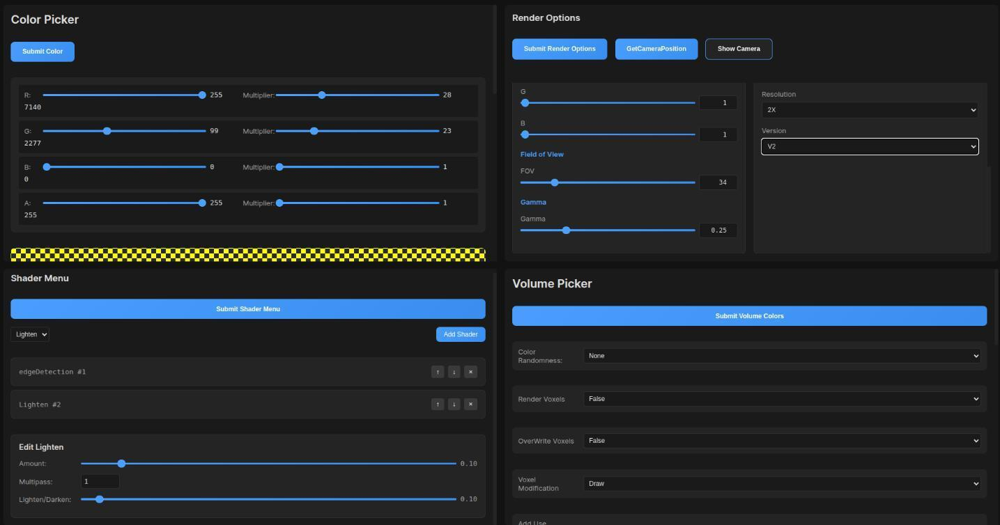 Color Picker
Submit Color
R: 255 Multiplier: 28
7140
G: 99 Multiplier: 23
2277
B: 0 Multiplier: 1
0
A: 255 Multiplier: 1
255
Render Options
Submit Render Options GetCameraPosition Show Camera
G
1
B
1
Field of View
FOV
34
Gamma
Gamma
0.25
Resolution
2X
Version
V2
Shader Menu
Submit Shader Menu
Lighten Add Shader
edgeDetection #1 ↑ ↓ ×
Lighten #2 ↑ ↓ ×
Edit Lighten
Amount: 0.10
Multipass: 1
Lighten/Darken: 0.10
Volume Picker
Submit Volume Colors
Color
Randomness: None
Render Voxels False
OverWrite Voxels False
Voxel
Modification Draw
Add Use